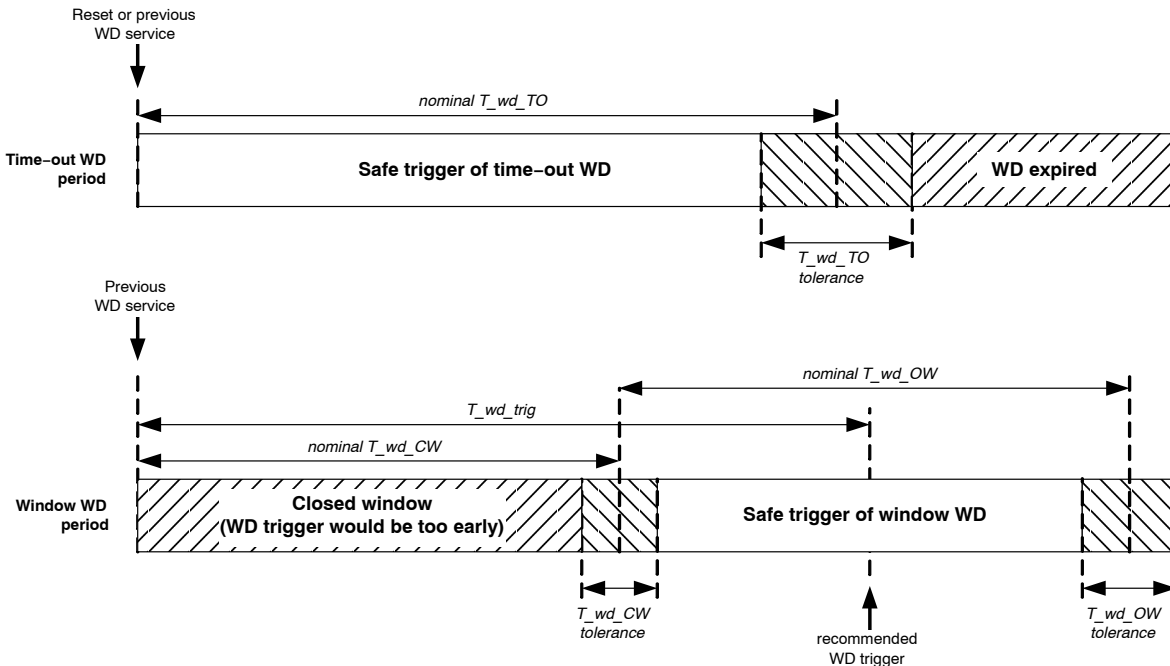 Reset or previous
WD service
nominal T_wd_TO
Time−out WD
period
Safe trigger of time−out WD
WD expired
T_wd_TO
tolerance
Previous
WD service
nominal T_wd_OW
T_wd_trig
nominal T_wd_CW
Window WD
period
Closed window
(WD trigger would be too early)
Safe trigger of window WD
T_wd_CW
tolerance
T_wd_OW
tolerance
recommended
WD trigger